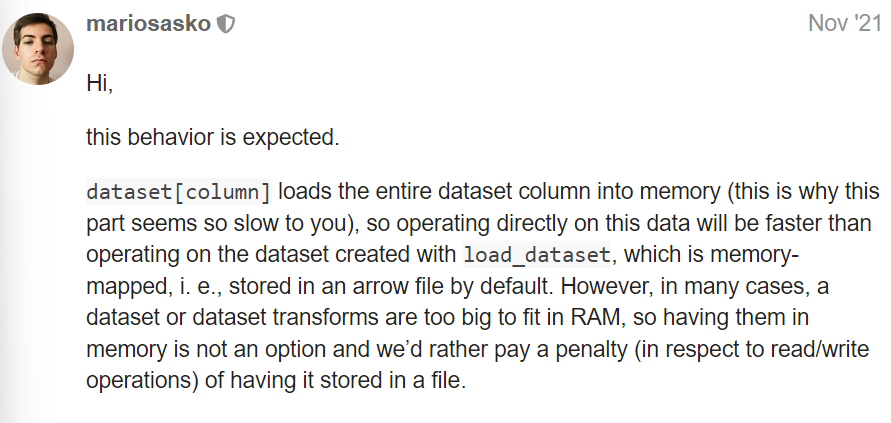 mariosasko
Nov '21
Hi,
this behavior is expected.
dataset[column] loads the entire dataset column into memory (this is why this
part seems so slow to you), so operating directly on this data will be faster than
operating on the dataset created with load_dataset, which is memory-
mapped, i. e., stored in an arrow file by default. However, in many cases, a
dataset or dataset transforms are too big to fit in RAM, so having them in
memory is not an option and we’d rather pay a penalty (in respect to read/write
operations) of having it stored in a file.